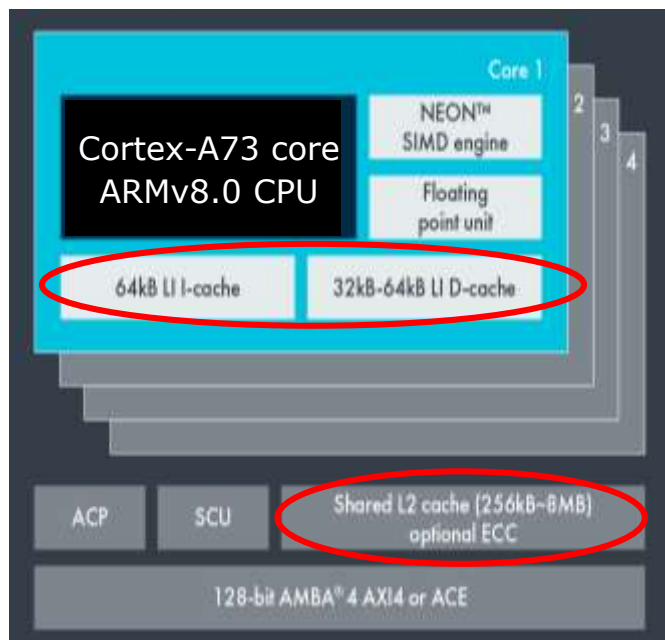 Core 1
2
3
4
Cortex-A73 core
ARMv8.0 CPU
NEON™
SIMD engine
Floating
point unit
64kB LI I-cache
32kB-64kB LI D-cache
ACP
SCU
Shared L2 cache (256kB~8MB)
optional ECC
128-bit AMBA® 4 AXI4 or ACE